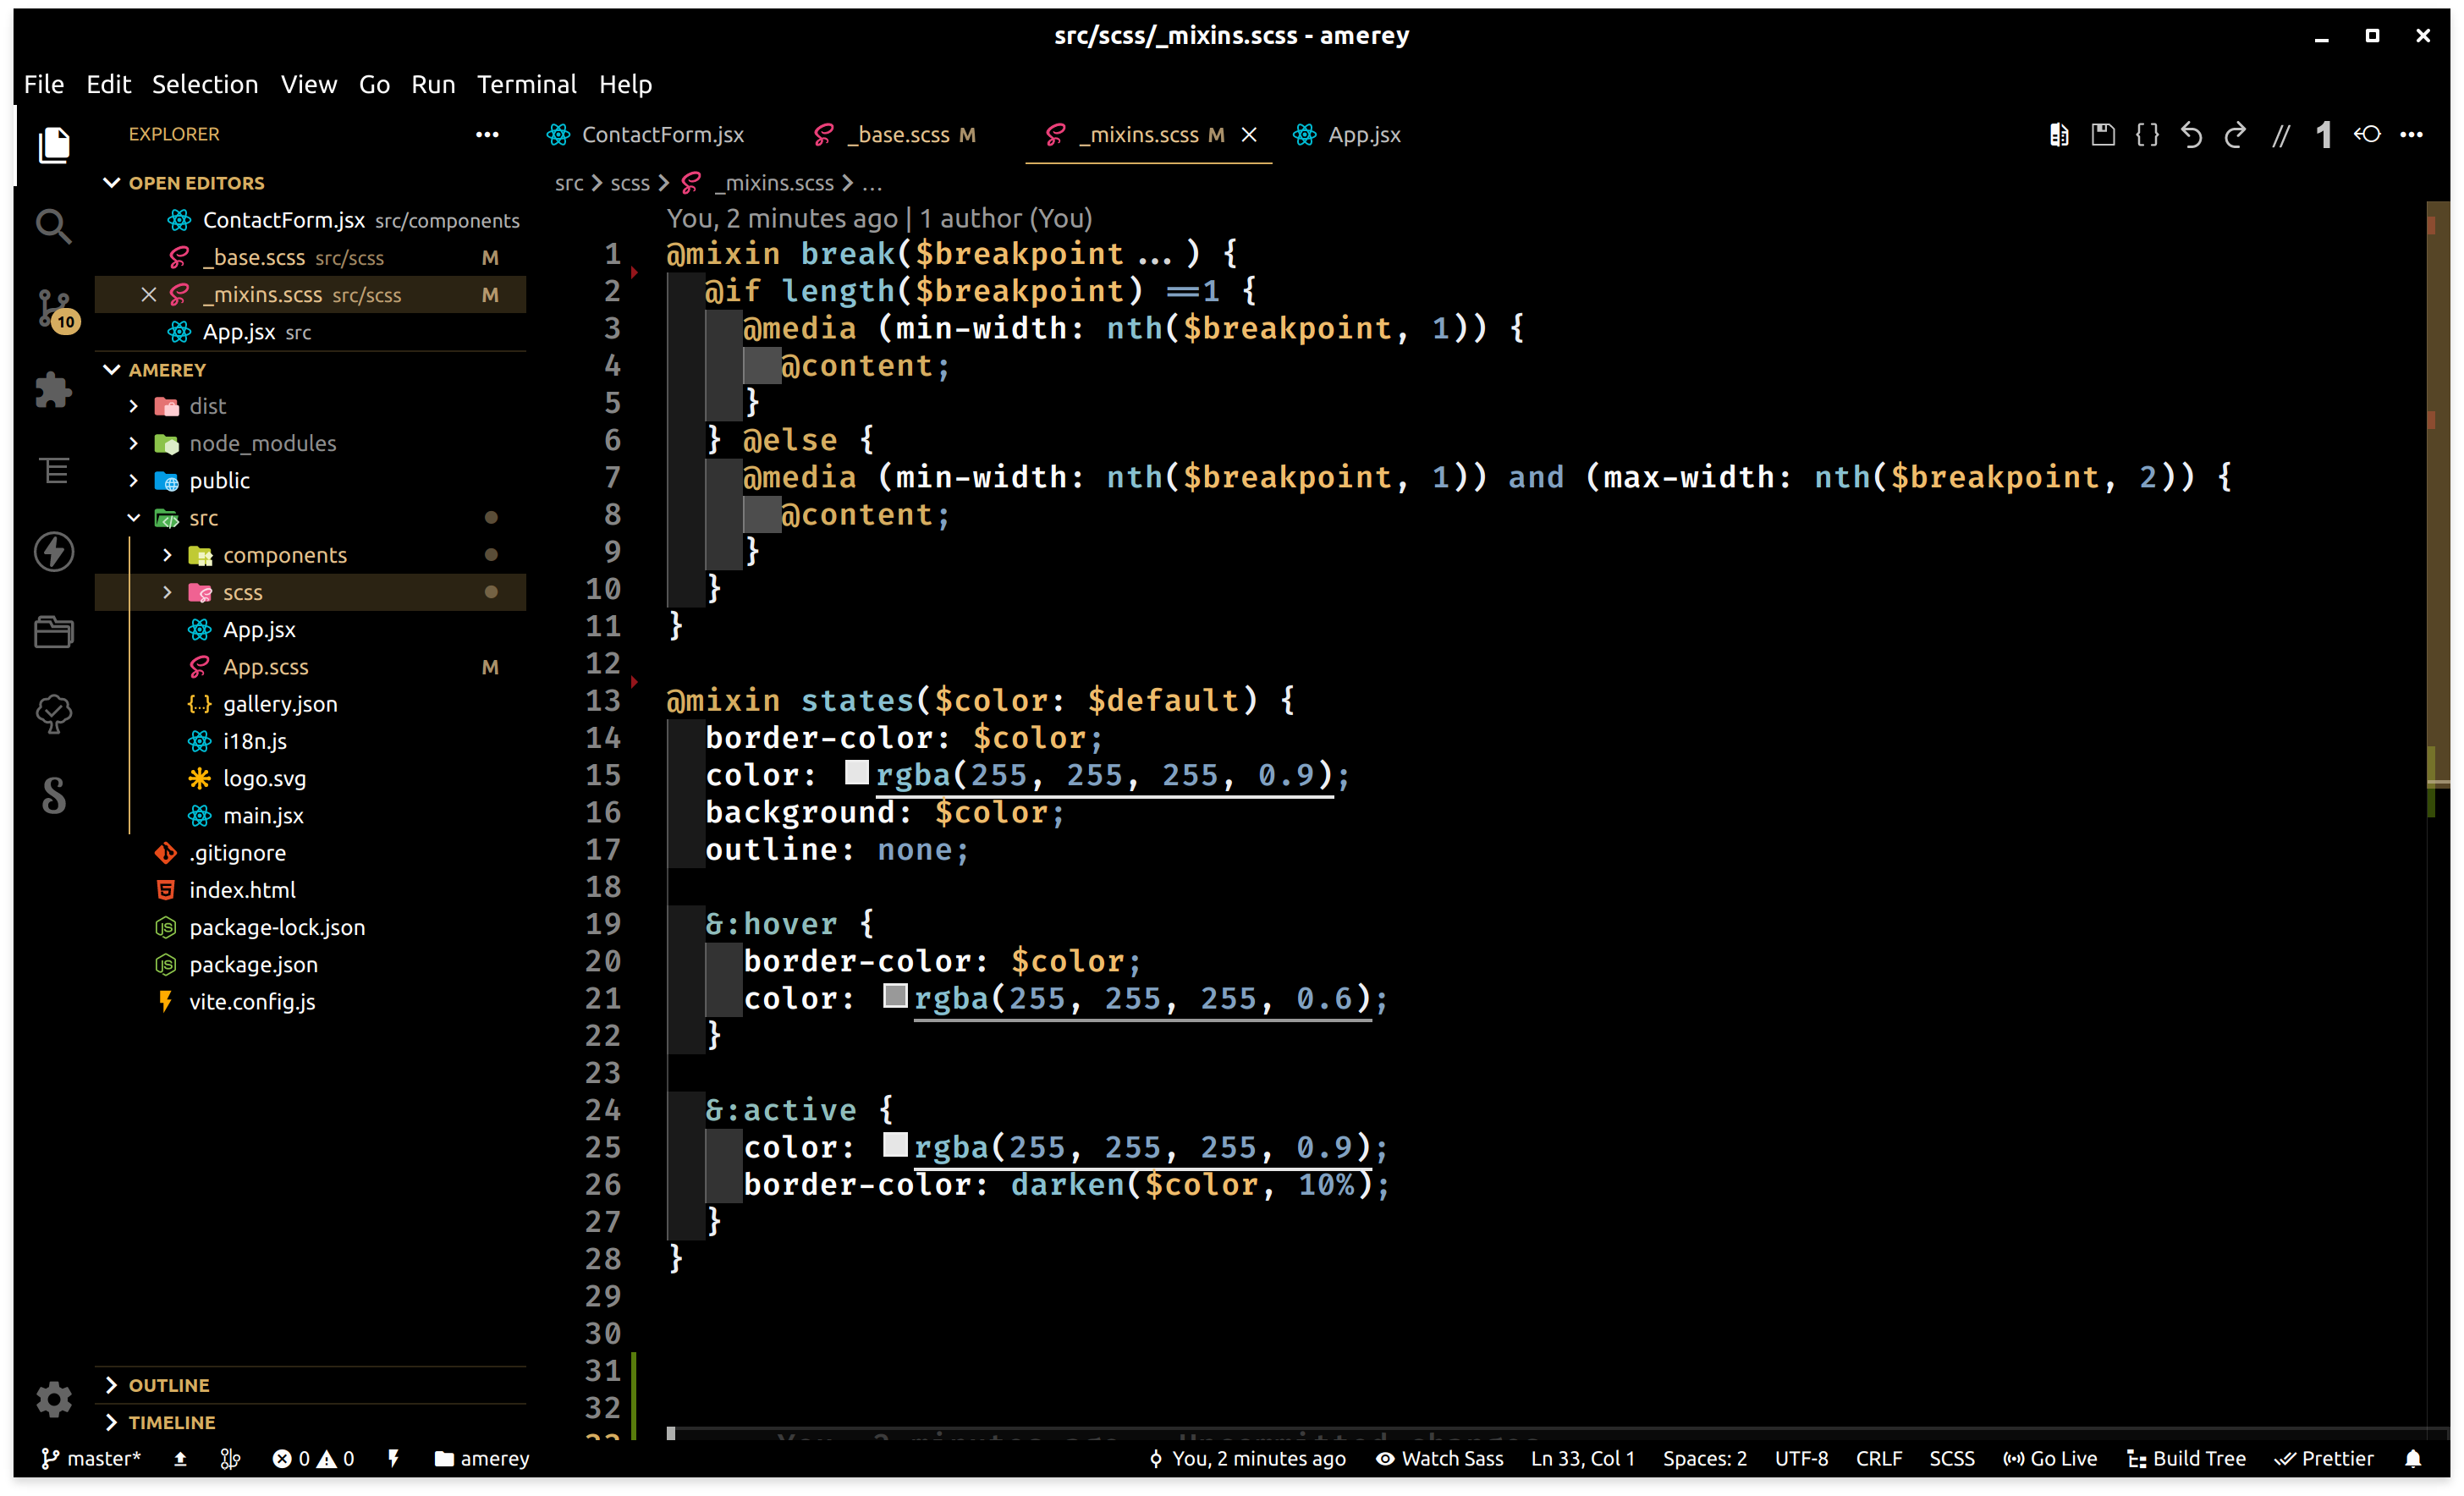 src/scss/_mixins.scss - amerey
File Edit Selection View Go Run Terminal Help
EXPLORER
OPEN EDITORS
ContactForm.jsx src/components
_base.scss src/scss M
_mixins.scss src/scss M
App.jsx src
10
AMEREY
dist
node_modules
public
src
components
scss
App.jsx
App.scss M
gallery.json
i18n.js
logo.svg
main.jsx
.gitignore
index.html
package-lock.json
package.json
vite.config.js
OUTLINE
TIMELINE
ContactForm.jsx _base.scss M _mixins.scss M App.jsx
src > scss > _mixins.scss > ...
You, 2 minutes ago | 1 author (You)
1 @mixin break($breakpoint...) {
2 @if length($breakpoint) ==1 {
3 @media (min-width: nth($breakpoint, 1)) {
4 @content;
5 }
6 } @else {
7 @media (min-width: nth($breakpoint, 1)) and (max-width: nth($breakpoint, 2)) {
8 @content;
9 }
10 }
11 }
12
13 @mixin states($color: $default) {
14 border-color: $color;
15 color: rgba(255, 255, 255, 0.9);
16 background: $color;
17 outline: none;
18
19 &:hover {
20 border-color: $color;
21 color: rgba(255, 255, 255, 0.6);
22 }
23
24 &:active {
25 color: rgba(255, 255, 255, 0.9);
26 border-color: darken($color, 10%);
27 }
28 }
29
30
31
32
33 You, 2 minutes ago Uncommitted changes
master* 0 0 amerey You, 2 minutes ago Watch Sass Ln 33, Col 1 Spaces: 2 UTF-8 CRLF SCSS Go Live Build Tree Prettier